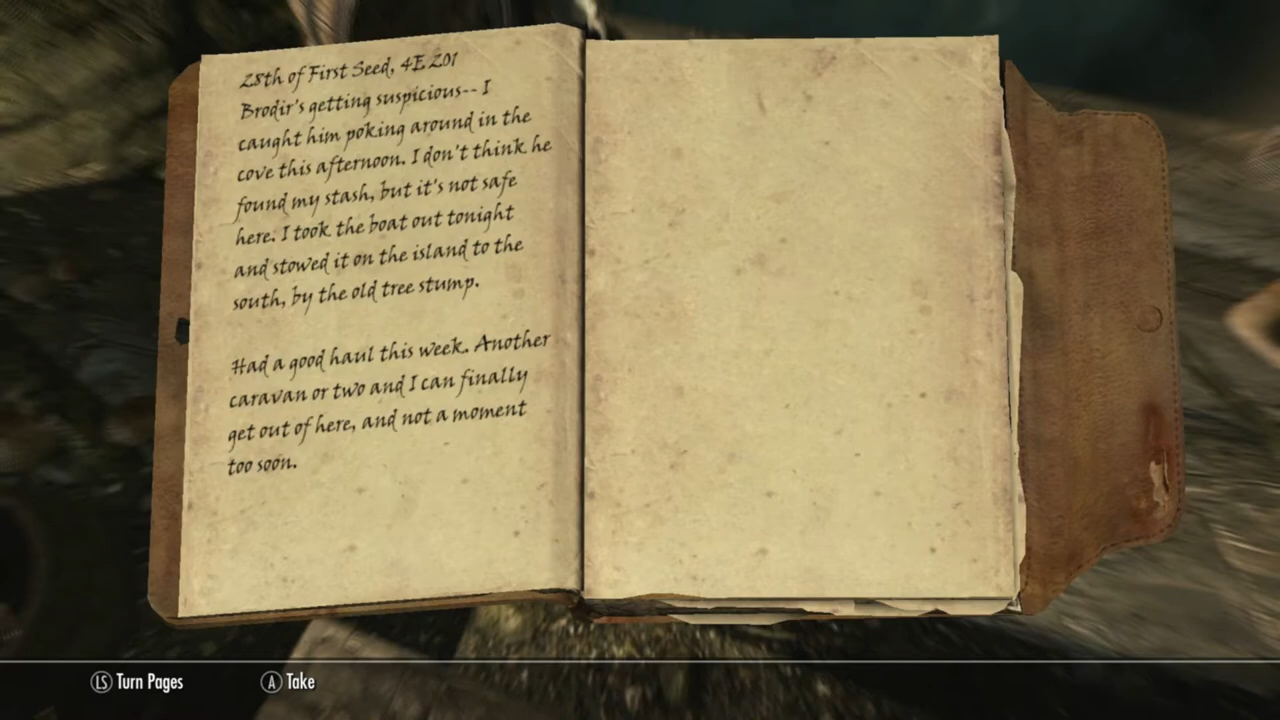 28th of First Seed, 4E 201
Brodir's getting suspicious-- I
caught him poking around in the
cove this afternoon. I don't think he
found my stash, but it's not safe
here. I took the boat out tonight
and stowed it on the island to the
south, by the old tree stump.
Had a good haul this week. Another
caravan or two and I can finally
get out of here, and not a moment
too soon.
LS Turn Pages
A Take